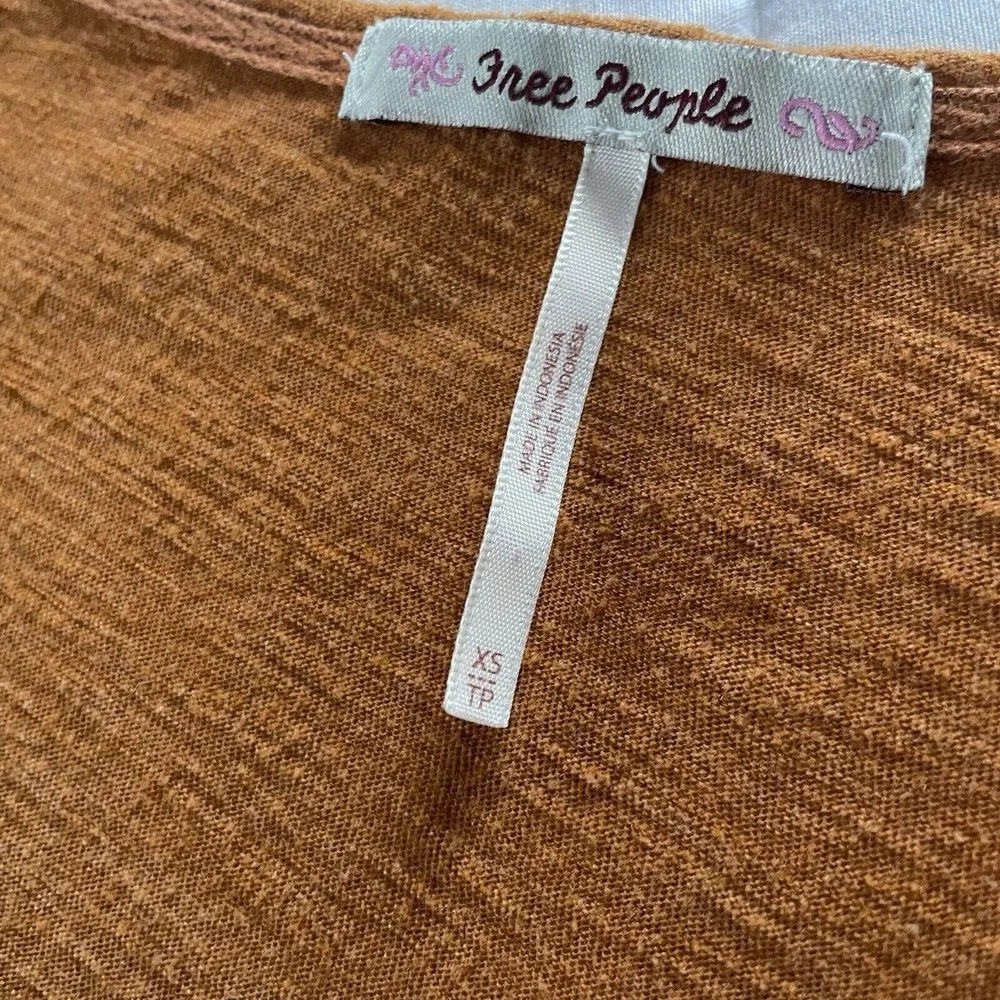 Free People
MADE IN INDONESIA
FABRIQUE EN INDONESIE
XS
TP